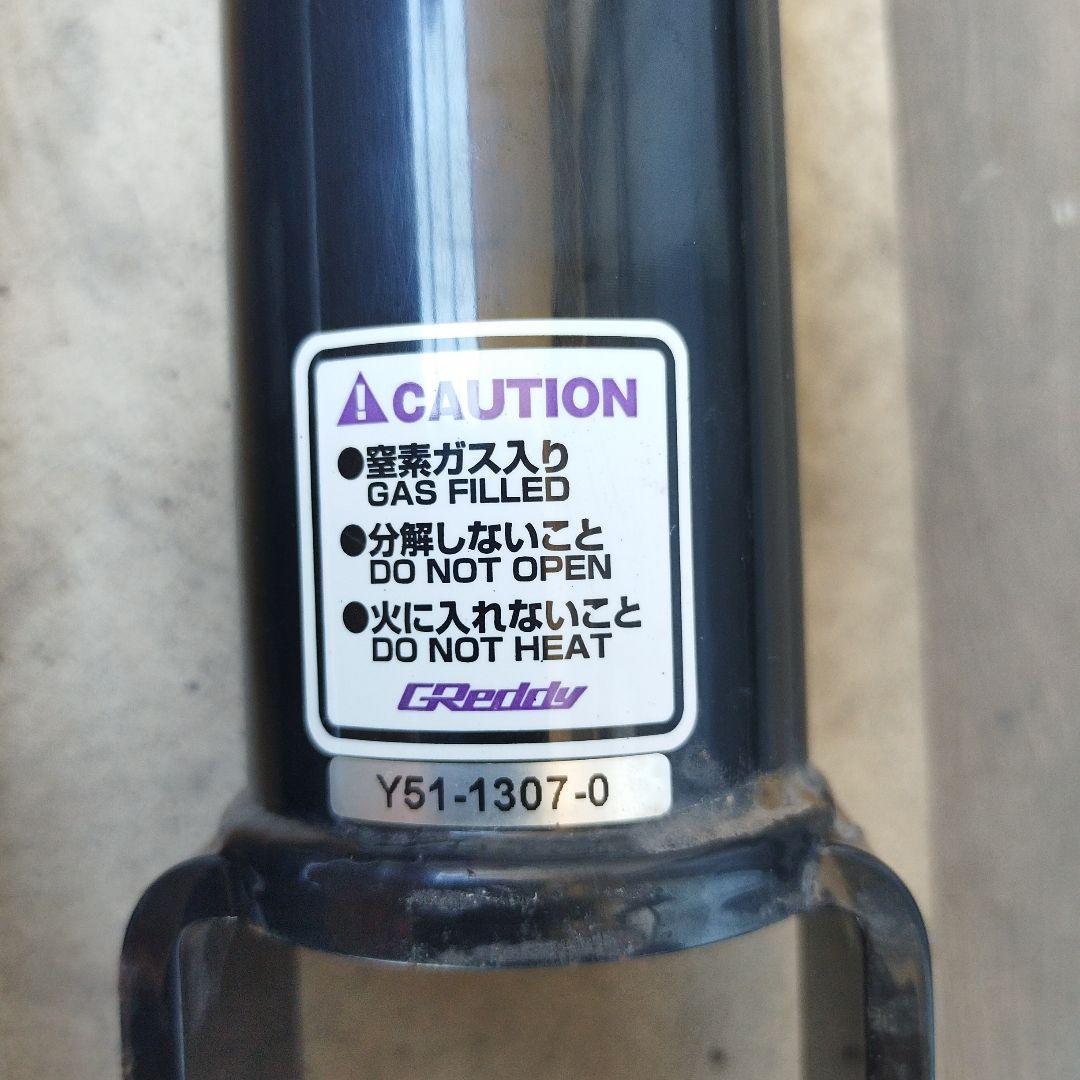 CAUTION
●窒素ガス入り
GAS FILLED
●分解しないこと
DO NOT OPEN
●火に入れないこと
DO NOT HEAT
GReddy
Y51-1307-0